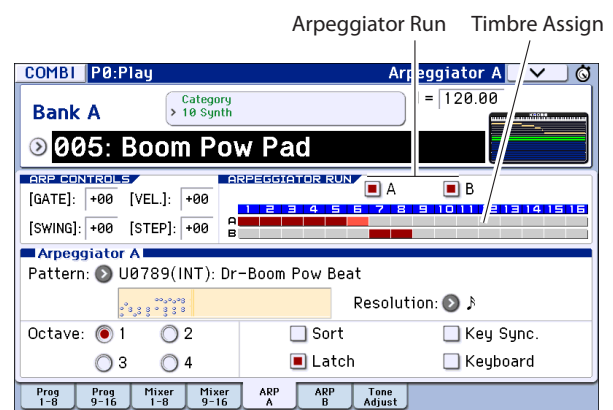 Arpeggiator Run Timbre Assign
COMBI P0:Play Arpeggiator A
Bank A
Category
10 Synth
= 120.00
005: Boom Pow Pad
ARP CONTROLS
ARPEGGIATOR RUN
A B
[GATE]: +00 [VEL.]: +00
[SWING]: +00 [STEP]: +00
1 2 3 4 5 6 7 8 9 10 11 12 13 14 15 16
A
B
Arpeggiator A
Pattern: U0789(INT): Dr-Boom Pow Beat
Resolution:
Octave: 1 2 Sort Key Sync.
3 4 Latch Keyboard
Prog 1-8 Prog 9-16 Mixer 1-8 Mixer 9-16 ARP A ARP B Tone Adjust